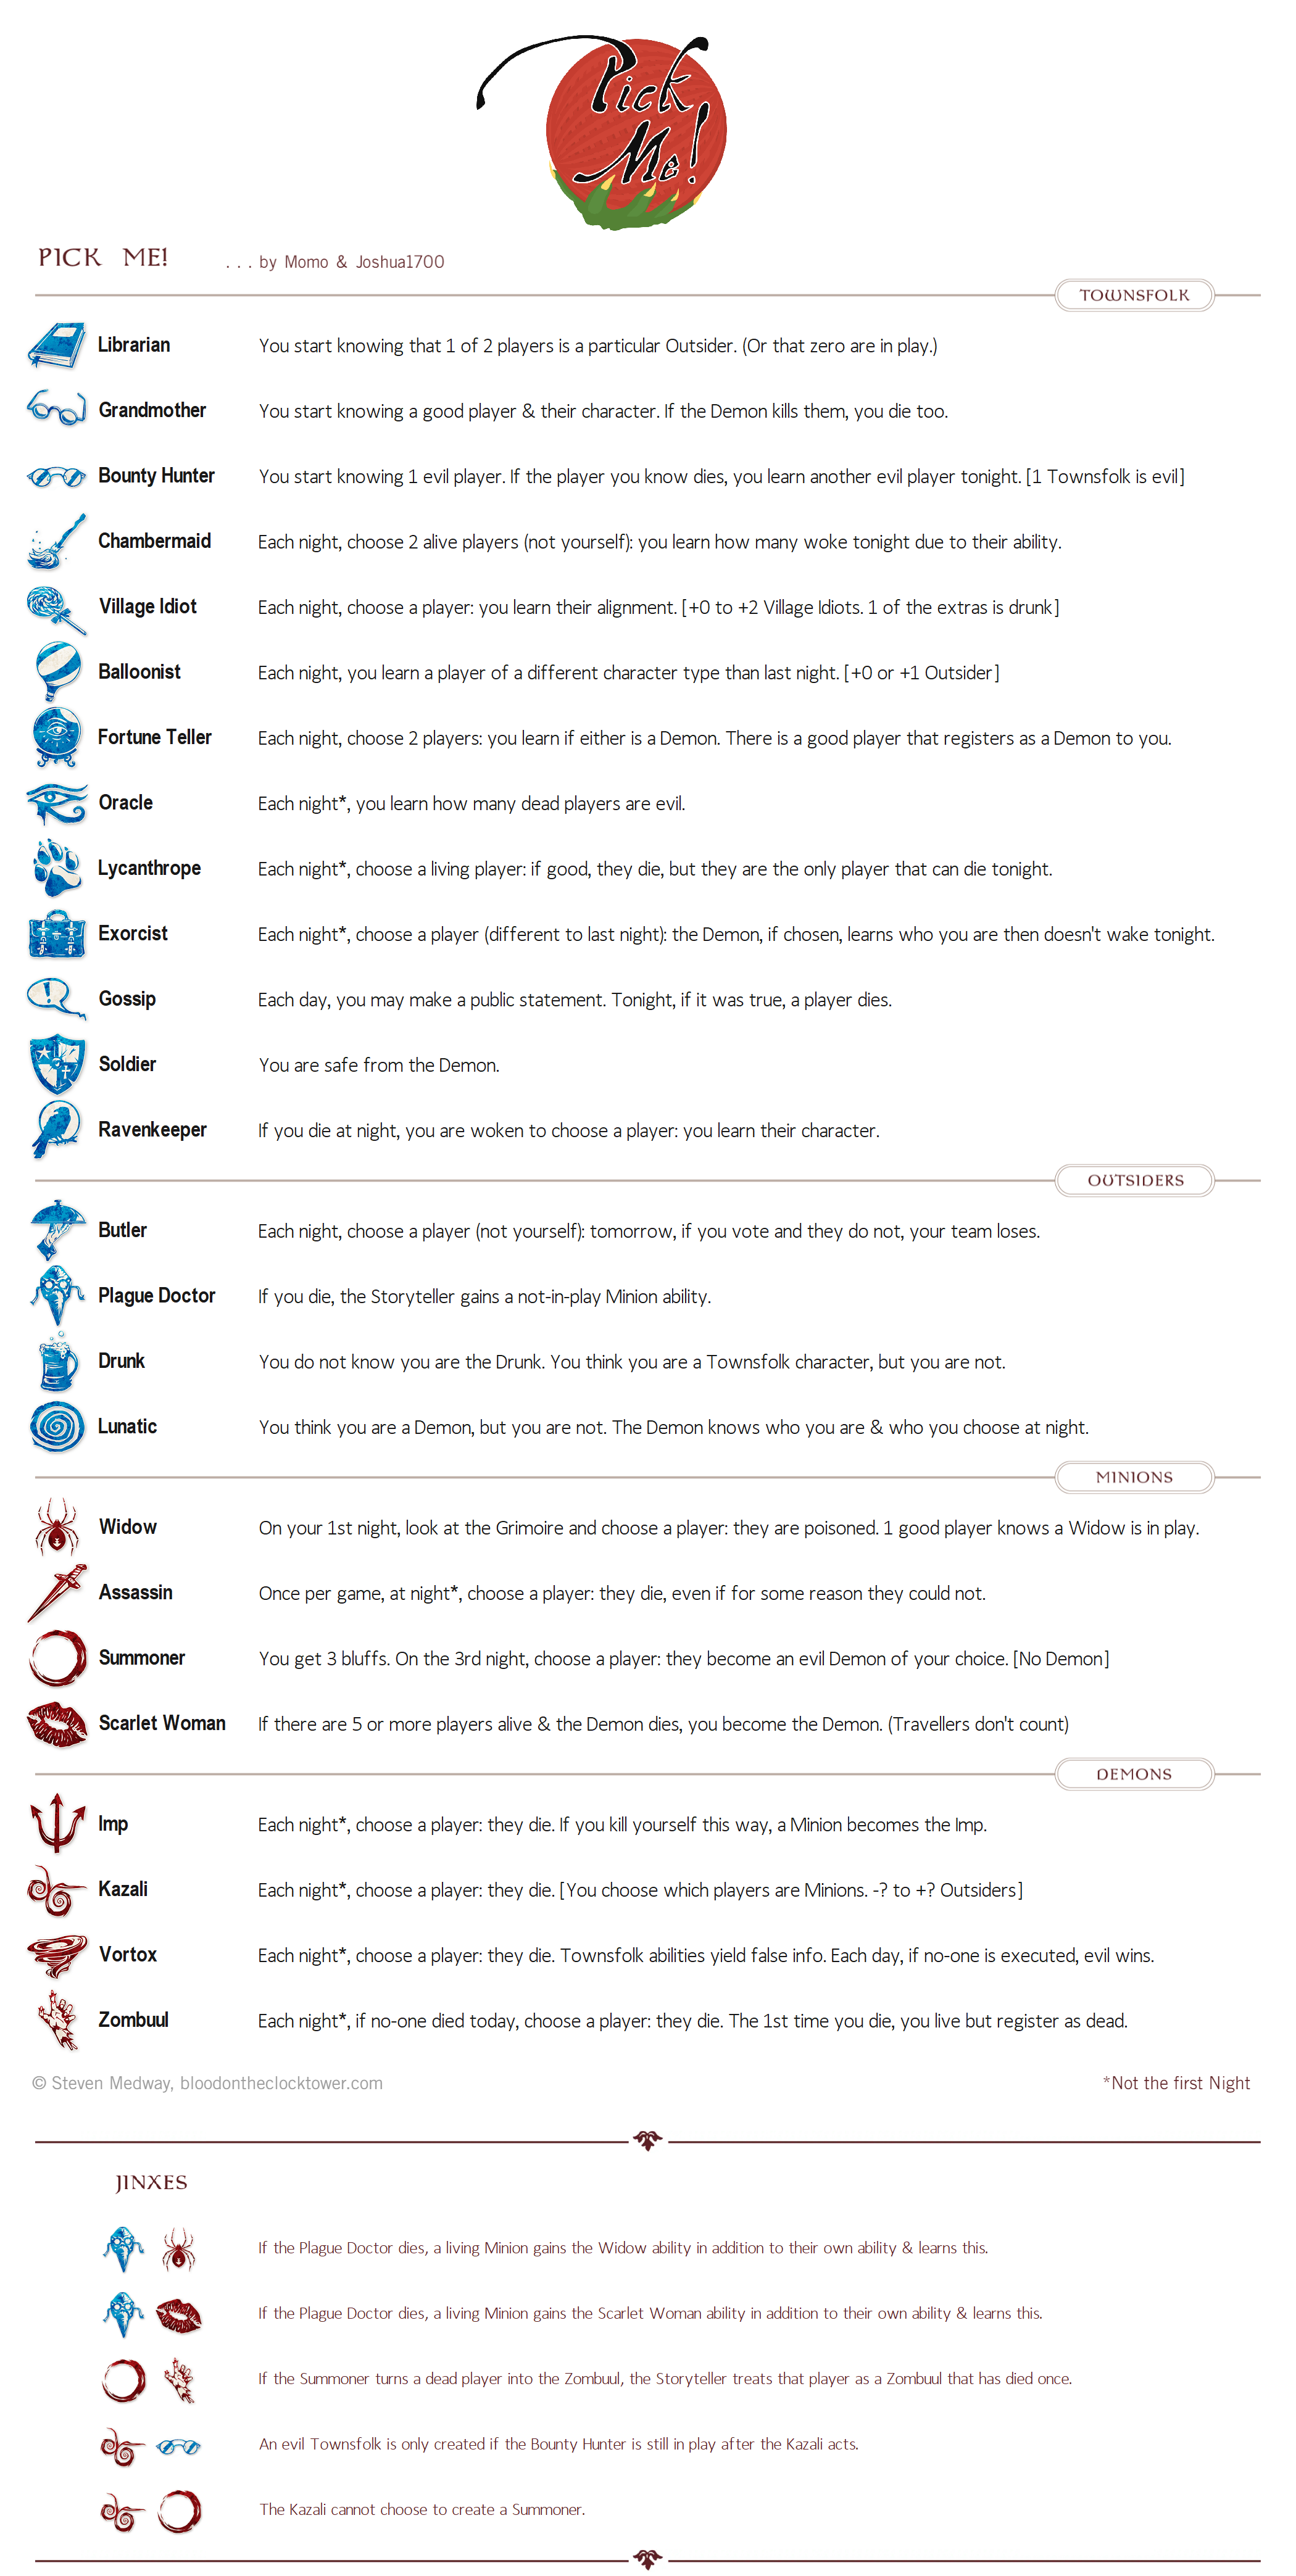 Pick
Me!
PICK ME!
. . . by Momo & Joshua1700
TOWNSFOLK
Librarian
You start knowing that 1 of 2 players is a particular Outsider. (Or that zero are in play.)
Grandmother
You start knowing a good player & their character. If the Demon kills them, you die too.
Bounty Hunter
You start knowing 1 evil player. If the player you know dies, you learn another evil player tonight. [1 Townsfolk is evil]
Chambermaid
Each night, choose 2 alive players (not yourself): you learn how many woke tonight due to their ability.
Village Idiot
Each night, choose a player: you learn their alignment. [+0 to +2 Village Idiots. 1 of the extras is drunk]
Balloonist
Each night, you learn a player of a different character type than last night. [+0 or +1 Outsider]
Fortune Teller
Each night, choose 2 players: you learn if either is a Demon. There is a good player that registers as a Demon to you.
Oracle
Each night*, you learn how many dead players are evil.
Lycanthrope
Each night*, choose a living player: if good, they die, but they are the only player that can die tonight.
Exorcist
Each night*, choose a player (different to last night): the Demon, if chosen, learns who you are then doesn't wake tonight.
Gossip
Each day, you may make a public statement. Tonight, if it was true, a player dies.
Soldier
You are safe from the Demon.
Ravenkeeper
If you die at night, you are woken to choose a player: you learn their character.
OUTSIDERS
Butler
Each night, choose a player (not yourself): tomorrow, if you vote and they do not, your team loses.
Plague Doctor
If you die, the Storyteller gains a not-in-play Minion ability.
Drunk
You do not know you are the Drunk. You think you are a Townsfolk character, but you are not.
Lunatic
You think you are a Demon, but you are not. The Demon knows who you are & who you choose at night.
MINIONS
Widow
On your 1st night, look at the Grimoire and choose a player: they are poisoned. 1 good player knows a Widow is in play.
Assassin
Once per game, at night*, choose a player: they die, even if for some reason they could not.
Summoner
You get 3 bluffs. On the 3rd night, choose a player: they become an evil Demon of your choice. [No Demon]
Scarlet Woman
If there are 5 or more players alive & the Demon dies, you become the Demon. (Travellers don't count)
DEMONS
Imp
Each night*, choose a player: they die. If you kill yourself this way, a Minion becomes the Imp.
Kazali
Each night*, choose a player: they die. [You choose which players are Minions. -? to +? Outsiders]
Vortox
Each night*, choose a player: they die. Townsfolk abilities yield false info. Each day, if no-one is executed, evil wins.
Zombuul
Each night*, if no-one died today, choose a player: they die. The 1st time you die, you live but register as dead.
© Steven Medway, bloodontheclocktower.com
*Not the first Night
JINXES
If the Plague Doctor dies, a living Minion gains the Widow ability in addition to their own ability & learns this.
If the Plague Doctor dies, a living Minion gains the Scarlet Woman ability in addition to their own ability & learns this.
If the Summoner turns a dead player into the Zombuul, the Storyteller treats that player as a Zombuul that has died once.
An evil Townsfolk is only created if the Bounty Hunter is still in play after the Kazali acts.
The Kazali cannot choose to create a Summoner.